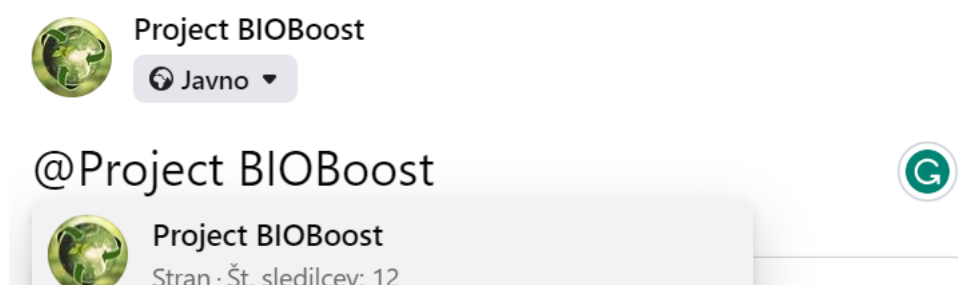 Project BIOBoost
Javno
@Project BIOBoost
Project BIOBoost
Stran · Št. sledilcev: 12